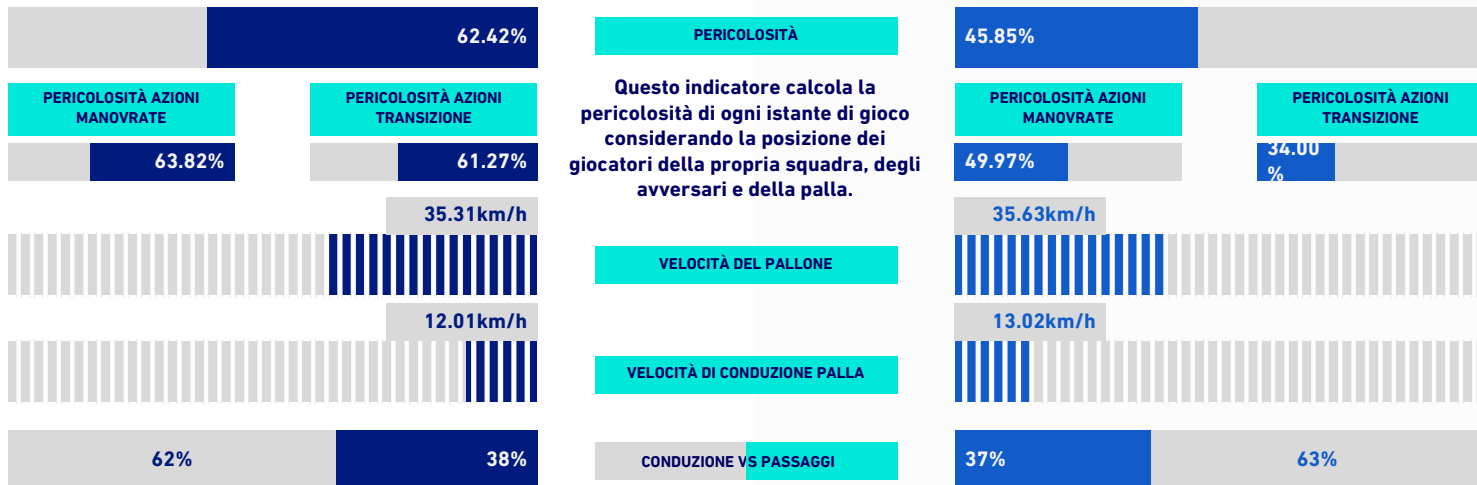 62.42%
PERICOLOSITÀ
45.85%
PERICOLOSITÀ AZIONI
MANOVRATE
PERICOLOSITÀ AZIONI
TRANSIZIONE
63.82%
61.27%
Questo indicatore calcola la
pericolosità di ogni istante di gioco
considerando la posizione dei
giocatori della propria squadra, degli
avversari e della palla.
PERICOLOSITÀ AZIONI
MANOVRATE
PERICOLOSITÀ AZIONI
TRANSIZIONE
49.97%
34.00
%
35.31km/h
VELOCITÀ DEL PALLONE
35.63km/h
12.01km/h
VELOCITÀ DI CONDUZIONE PALLA
13.02km/h
62%
38%
CONDUZIONE VS PASSAGGI
37%
63%